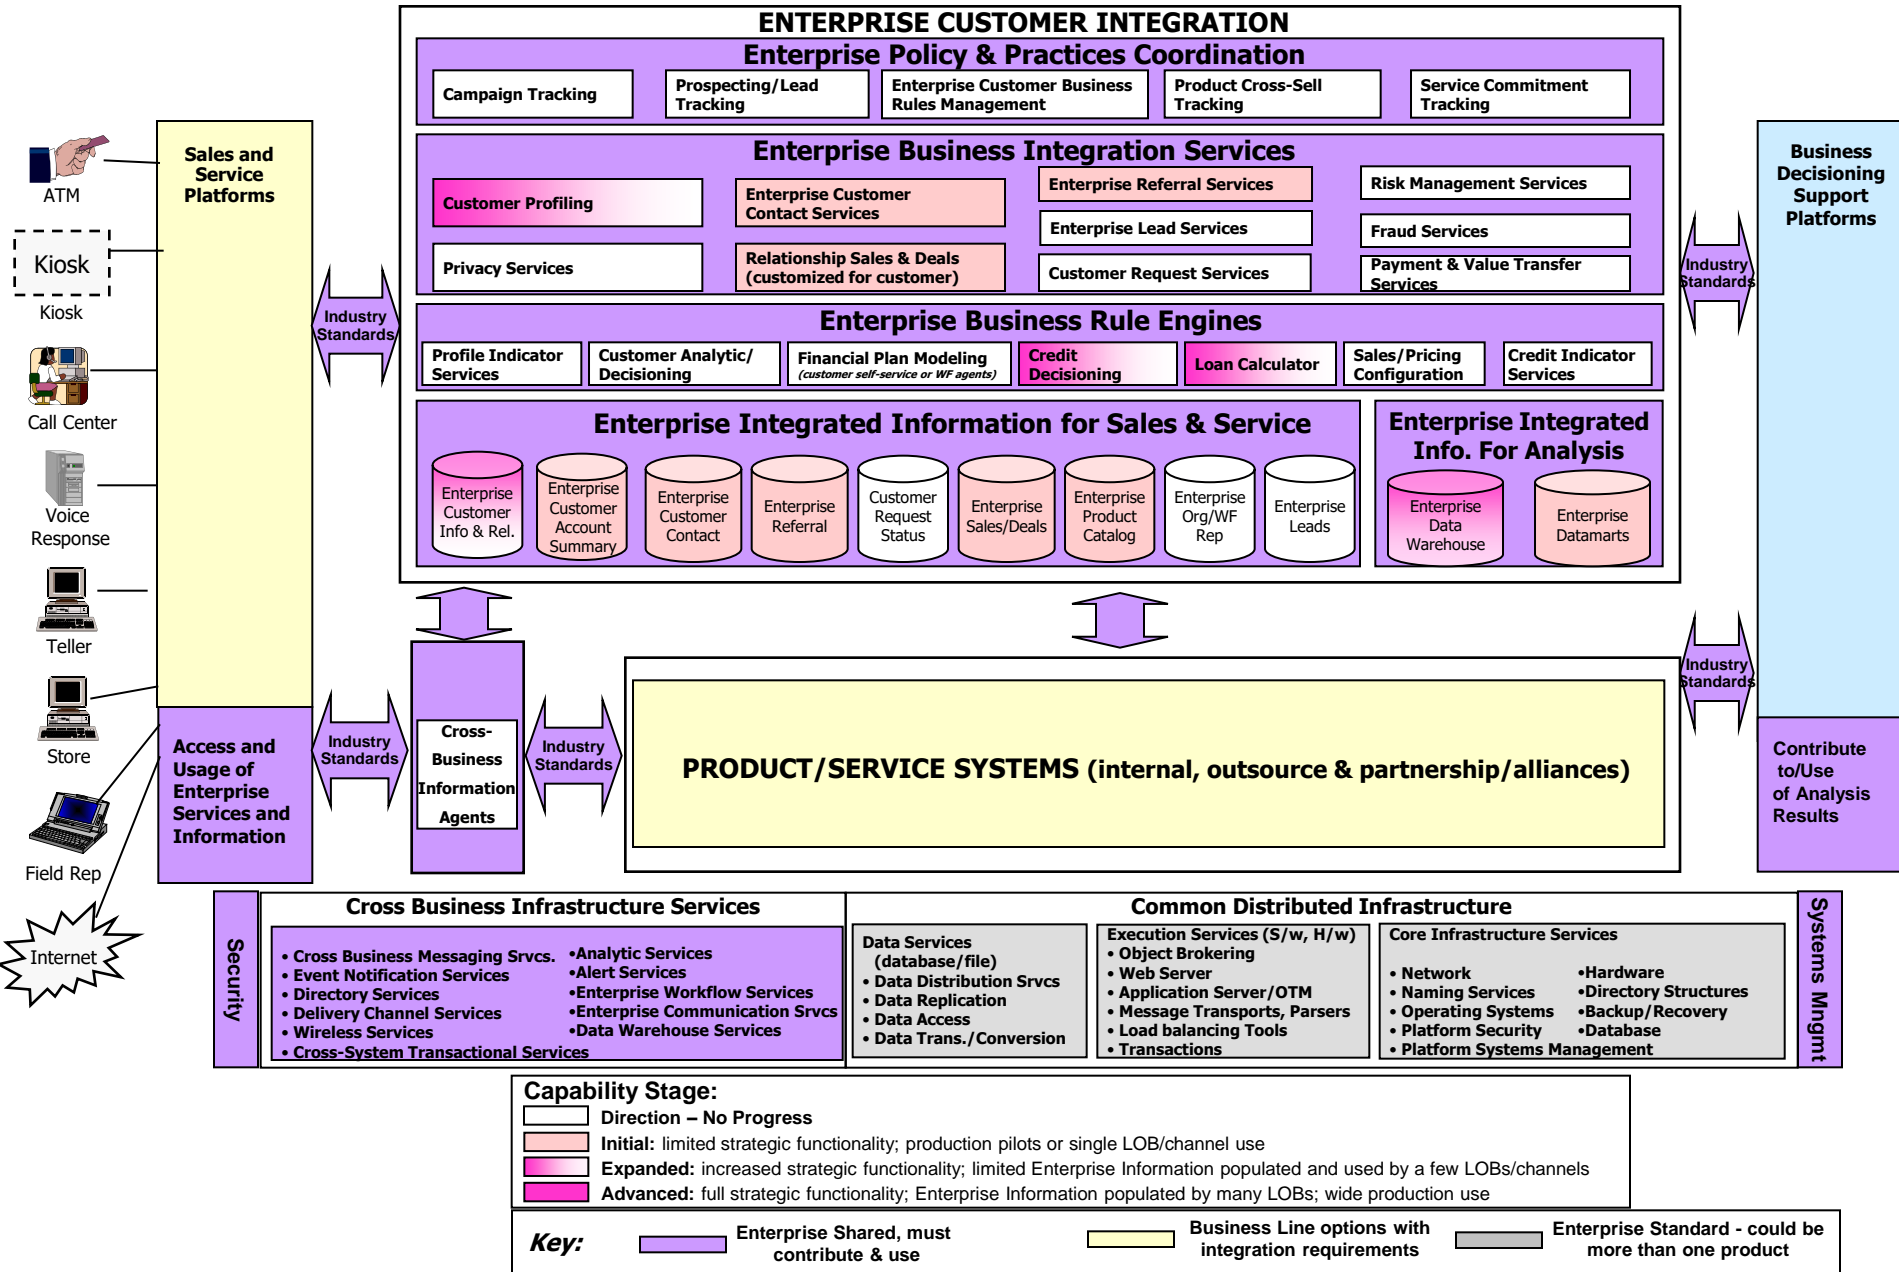 ENTERPRISE CUSTOMER INTEGRATION
Enterprise Policy & Practices Coordination
Campaign Tracking
Prospecting/Lead
Tracking
Enterprise Customer Business
Rules Management
Product Cross-Sell
Tracking
Service Commitment
Tracking
Enterprise Business Integration Services
Customer Profiling
Enterprise Customer
Contact Services
Enterprise Referral Services
Risk Management Services
Enterprise Lead Services
Fraud Services
Privacy Services
Relationship Sales & Deals
(customized for customer)
Customer Request Services
Payment & Value Transfer
Services
Enterprise Business Rule Engines
Profile Indicator
Services
Customer Analytic/
Decisioning
Financial Plan Modeling
(customer self-service or WF agents)
Credit
Decisioning
Loan Calculator
Sales/Pricing
Configuration
Credit Indicator
Services
Enterprise Integrated Information for Sales & Service
Enterprise
Customer
Info & Rel.
Enterprise
Customer
Account
Summary
Enterprise
Customer
Contact
Enterprise
Referral
Customer
Request
Status
Enterprise
Sales/Deals
Enterprise
Product
Catalog
Enterprise
Org/WF
Rep
Enterprise
Leads
Enterprise Integrated
Info. For Analysis
Enterprise
Data
Warehouse
Enterprise
Datamarts
ATM
Kiosk
Kiosk
Call Center
Voice
Response
Teller
Store
Field Rep
Internet
Sales and
Service
Platforms
Access and
Usage of
Enterprise
Services and
Information
Industry
Standards
Industry
Standards
Cross-
Business
Information
Agents
Industry
Standards
PRODUCT/SERVICE SYSTEMS (internal, outsource & partnership/alliances)
Industry
Standards
Industry
Standards
Business
Decisioning
Support
Platforms
Contribute
to/Use
of Analysis
Results
Security
Cross Business Infrastructure Services
• Cross Business Messaging Srvcs.
• Event Notification Services
• Directory Services
• Delivery Channel Services
• Wireless Services
• Cross-System Transactional Services
•Analytic Services
•Alert Services
•Enterprise Workflow Services
•Enterprise Communication Srvcs
•Data Warehouse Services
Common Distributed Infrastructure
Data Services
(database/file)
• Data Distribution Srvcs
• Data Replication
• Data Access
• Data Trans./Conversion
Execution Services (S/w, H/w)
• Object Brokering
• Web Server
• Application Server/OTM
• Message Transports, Parsers
• Load balancing Tools
• Transactions
Core Infrastructure Services
• Network
• Naming Services
• Operating Systems
• Platform Security
• Platform Systems Management
•Hardware
•Directory Structures
•Backup/Recovery
•Database
Systems Mngmt
Capability Stage:
Direction – No Progress
Initial: limited strategic functionality; production pilots or single LOB/channel use
Expanded: increased strategic functionality; limited Enterprise Information populated and used by a few LOBs/channels
Advanced: full strategic functionality; Enterprise Information populated by many LOBs; wide production use
Key:
Enterprise Shared, must
contribute & use
Business Line options with
integration requirements
Enterprise Standard - could be
more than one product